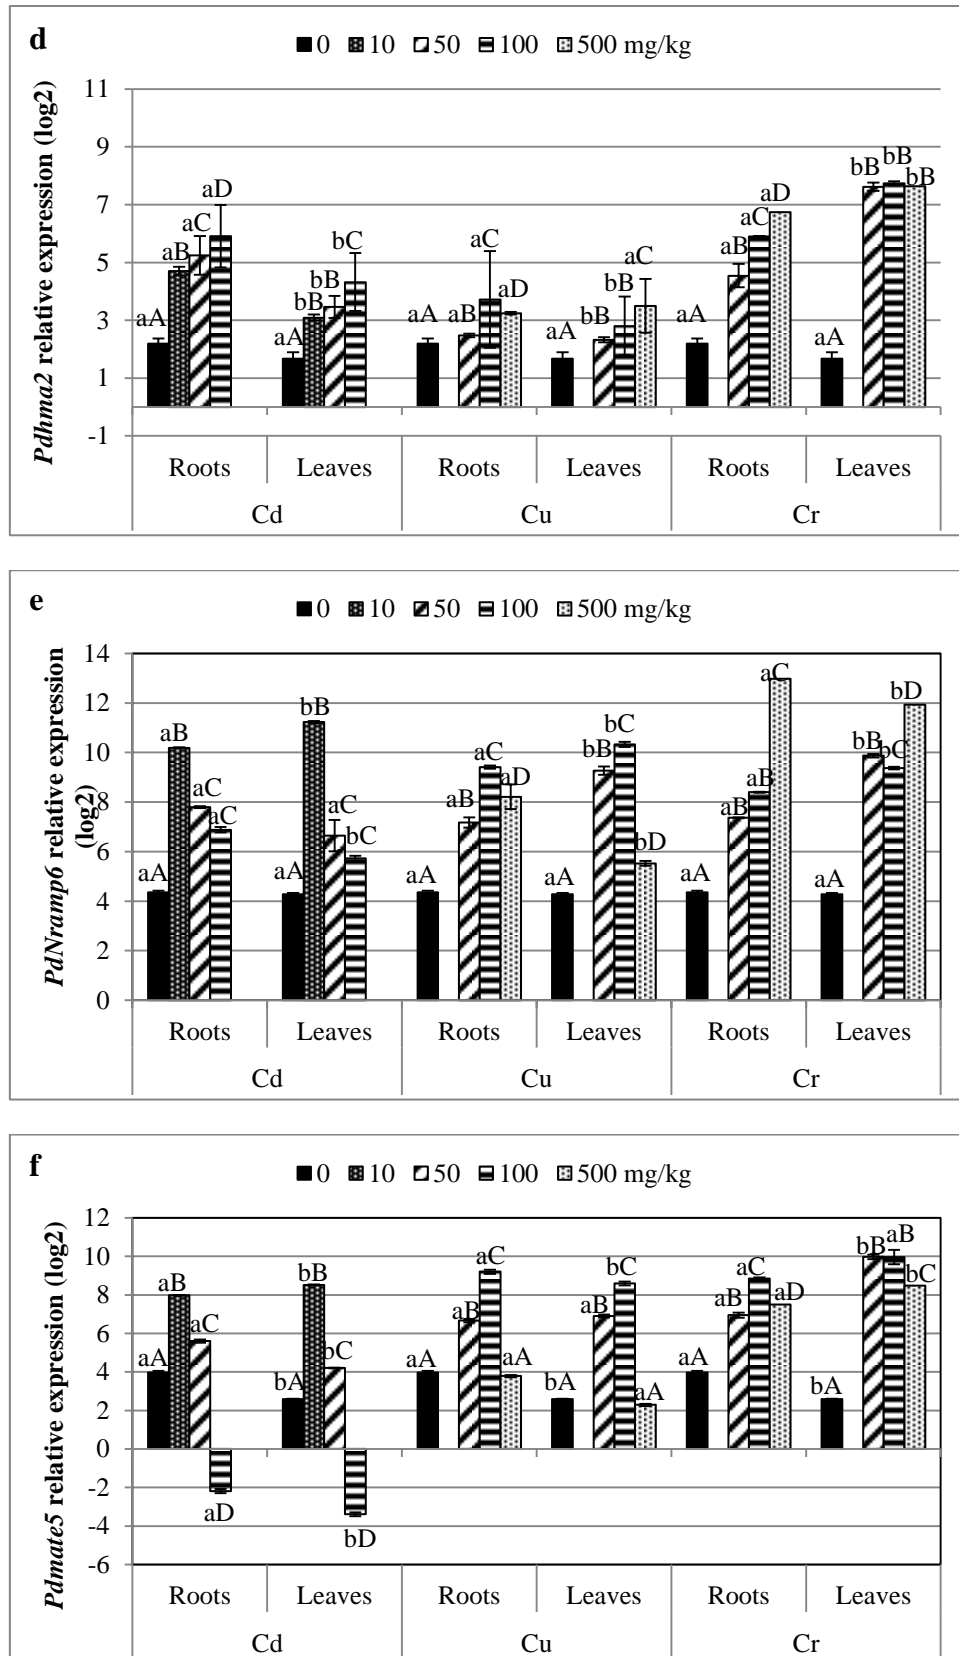 d
0 10 50 100 500 mg/kg
Pdhma2 relative expression (log2)
11
9
7
5
3
1
-1
aA aB aC aD aA bB bB bC aA aB aC aD aA bB bB aC aA aB aC aD aA bB bB bB
Roots Leaves Roots Leaves Roots Leaves
Cd Cu Cr
e
0 10 50 100 500 mg/kg
PdNramp6 relative expression
(log2)
14
12
10
8
6
4
2
0
aA aB aC aC aA bB aC bC aA aB aC aD aA bB bC bD aA aB aB aC aA bB bC bD
Roots Leaves Roots Leaves Roots Leaves
Cd Cu Cr
f
0 10 50 100 500 mg/kg
Pdmate5 relative expression (log2)
12
10
8
6
4
2
0
-2
-4
-6
aA aB aC aD bA bB bC bD aA aB aC aA bA aB bC aA aA aB aC aD bA bB aB bC
Roots Leaves Roots Leaves Roots Leaves
Cd Cu Cr